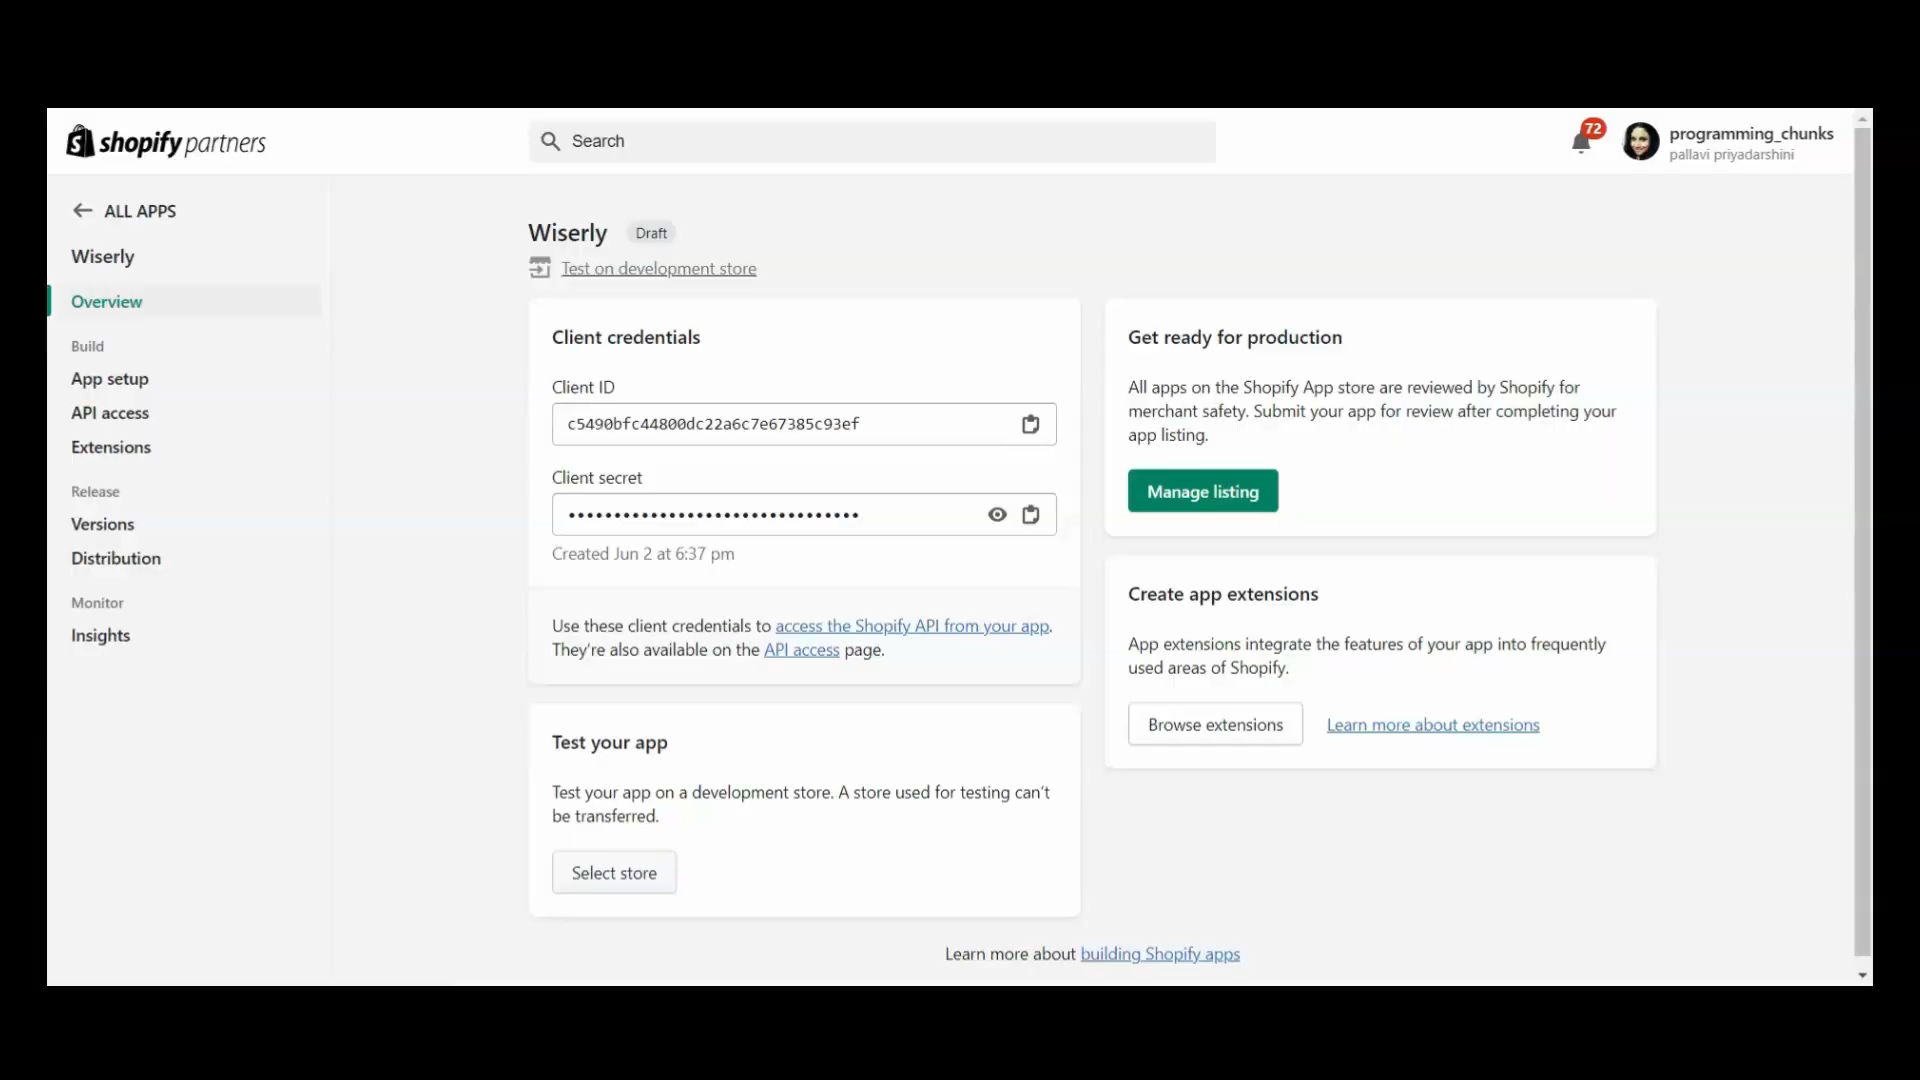 shopify partners
Search
72
programming_chunks
pallavi priyadarshini
ALL APPS
Wiserly
Overview
Build
App setup
API access
Extensions
Release
Versions
Distribution
Monitor
Insights
Wiserly
Draft
Test on development store
Client credentials
Client ID
c5490bfc44800dc22a6c7e67385c93ef
Client secret
••••••••••••••••••••••••••••••••
Created Jun 2 at 6:37 pm
Use these client credentials to access the Shopify API from your app.
They're also available on the API access page.
Test your app
Test your app on a development store. A store used for testing can't
be transferred.
Select store
Get ready for production
All apps on the Shopify App store are reviewed by Shopify for
merchant safety. Submit your app for review after completing your
app listing.
Manage listing
Create app extensions
App extensions integrate the features of your app into frequently
used areas of Shopify.
Browse extensions
Learn more about extensions
Learn more about building Shopify apps